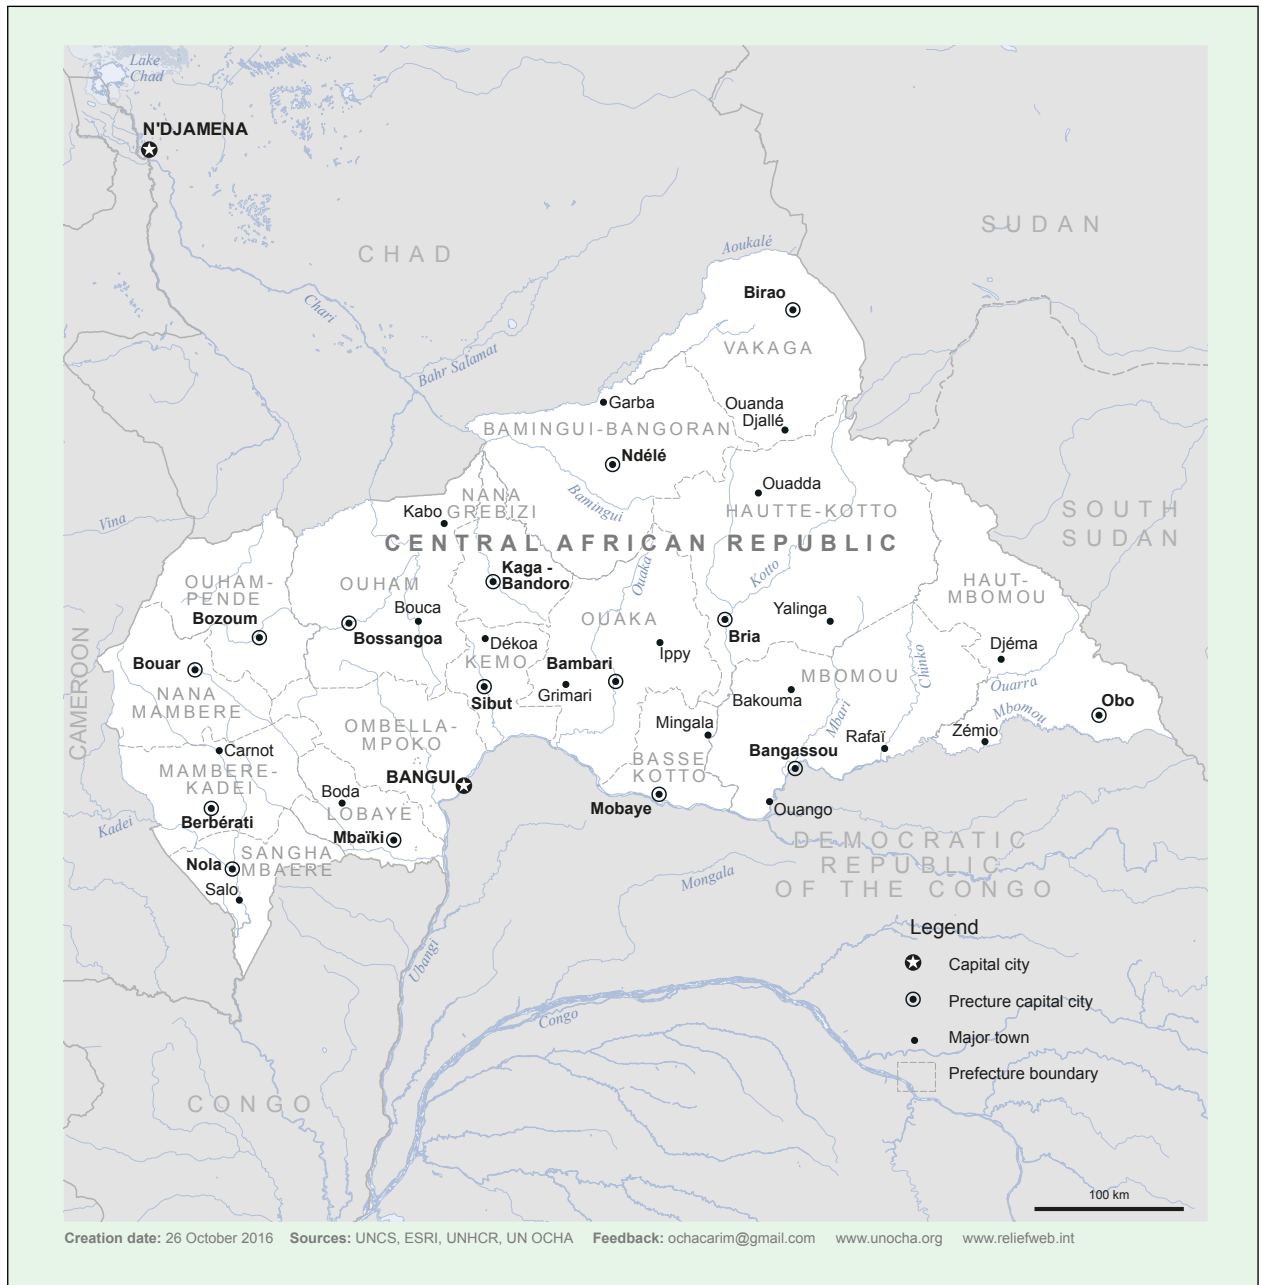 Lake
Chad
N'DJAMENA
SUDAN
CHAD
Aoukalé
Birao
Chari
VAKAGA
Bahr Salamat
Garba
Ouanda
Djallé
BAMINGUI-BANGORAN
Ndélé
Ouadda
Bamingui
NANA
GREBIZI
HAUTTE-KOTTO
Kabo
Vina
SOUTH
SUDAN
CENTRAL AFRICAN REPUBLIC
Kaga -
Bandoro
Ouaka
Kotto
OUHAM-
PENDE
OUHAM
HAUT-
MBOMOU
Bozoum
Bossangoa
Bouca
OUAKA
Yalinga
Bria
Dékoa
Ippy
Djéma
CAMEROON
Bouar
KEMO
Bambari
Grimari
MBOMOU
Chinko
NANA
MAMBERE
Sibut
Bakouma
Ouarra
Obo
Mbomou
Mbari
OMBELLA-
MPOKO
Mingala
Rafaï
Zémio
Carnot
Bangassou
BASSE
KOTTO
MAMBERE-
KADEI
BANGUI
Boda
LOBAYE
Mobaye
Ouango
Berbérati
Kadei
Mbaïki
DEMOCRATIC
REPUBLIC
OF THE CONGO
SANGHA
MBAERE
Nola
Salo
Mongala
Ubangi
Congo
CONGO
Legend
Capital city
Precture capital city
Major town
Prefecture boundary
100 km
Creation date: 26 October 2016 Sources: UNCS, ESRI, UNHCR, UN OCHA Feedback: ochacarim@gmail.com www.unocha.org www.reliefweb.int